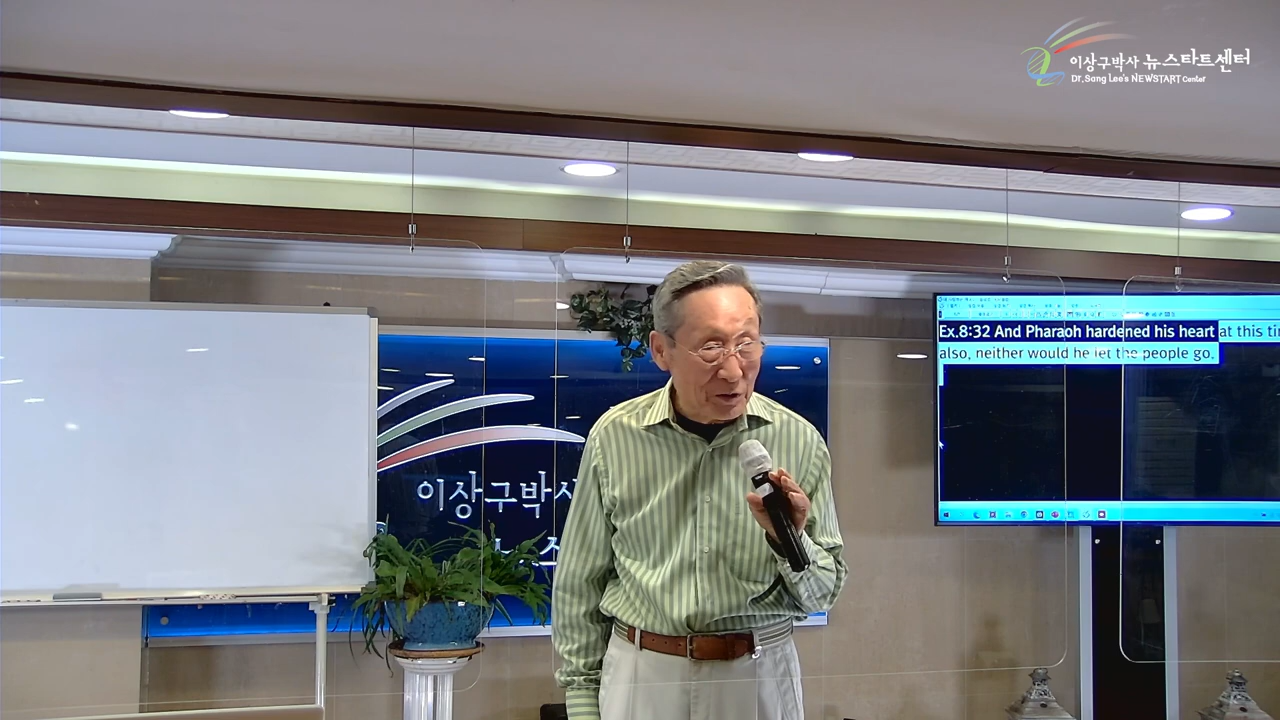 이상구박사 뉴스타트센터
Dr. Sang Lee's NEWSTART Center
Ex.8:32 And Pharaoh hardened his heart at this
also, neither would he let the people go.
이상구박사